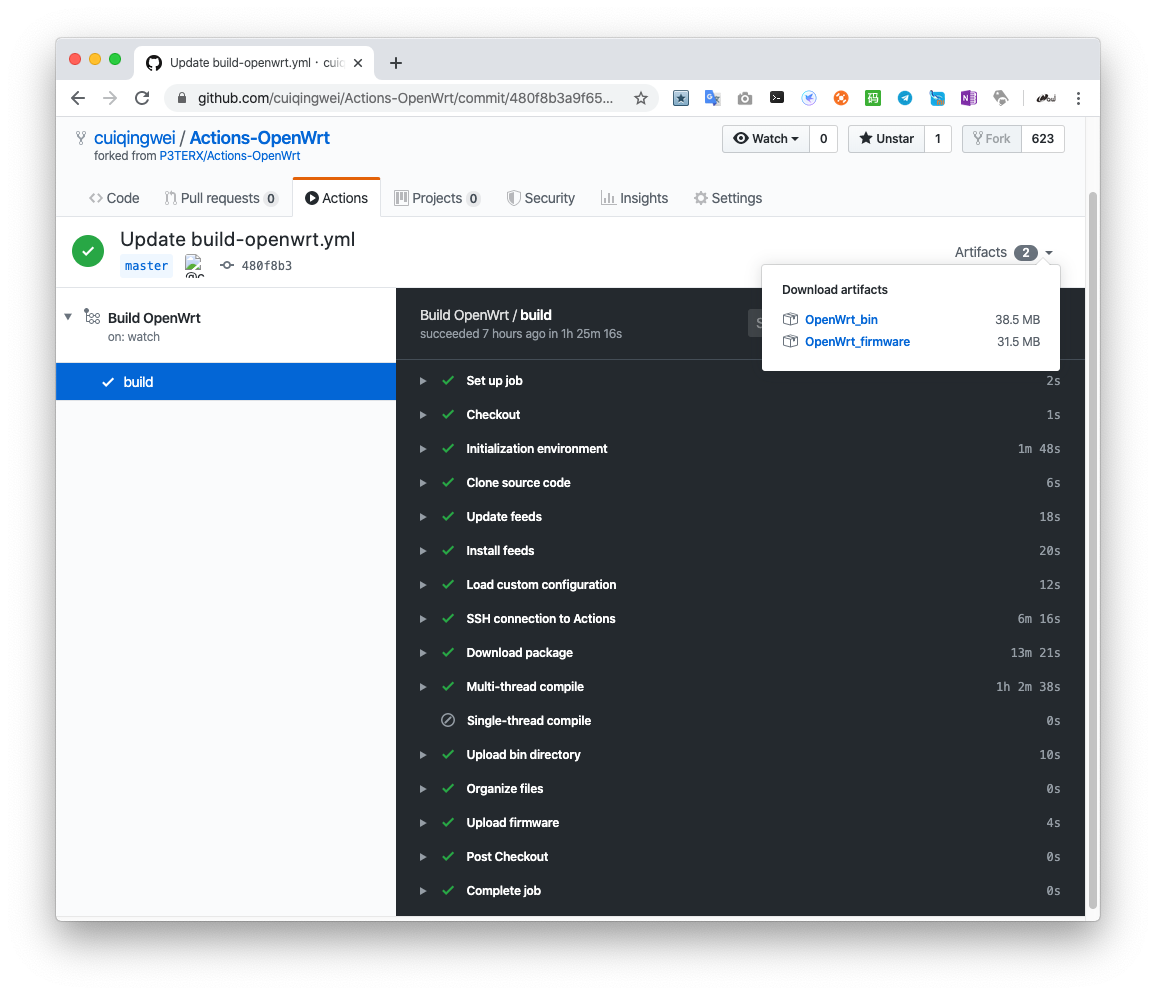 Update build-openwrt.yml · cuiq
github.com/cuiqingwei/Actions-OpenWrt/commit/480f8b3a9f65...
cuiqingwei / Actions-OpenWrt
forked from P3TERX/Actions-OpenWrt
Watch 0 Unstar 1 Fork 623
Code Pull requests 0 Actions Projects 0 Security Insights Settings
Update build-openwrt.yml
master 480f8b3
Artifacts 2
Download artifacts
OpenWrt_bin 38.5 MB
OpenWrt_firmware 31.5 MB
Build OpenWrt
on: watch
build
Build OpenWrt / build
succeeded 7 hours ago in 1h 25m 16s
Set up job 2s
Checkout 1s
Initialization environment 1m 48s
Clone source code 6s
Update feeds 18s
Install feeds 20s
Load custom configuration 12s
SSH connection to Actions 6m 16s
Download package 13m 21s
Multi-thread compile 1h 2m 38s
Single-thread compile 0s
Upload bin directory 10s
Organize files 0s
Upload firmware 4s
Post Checkout 0s
Complete job 0s